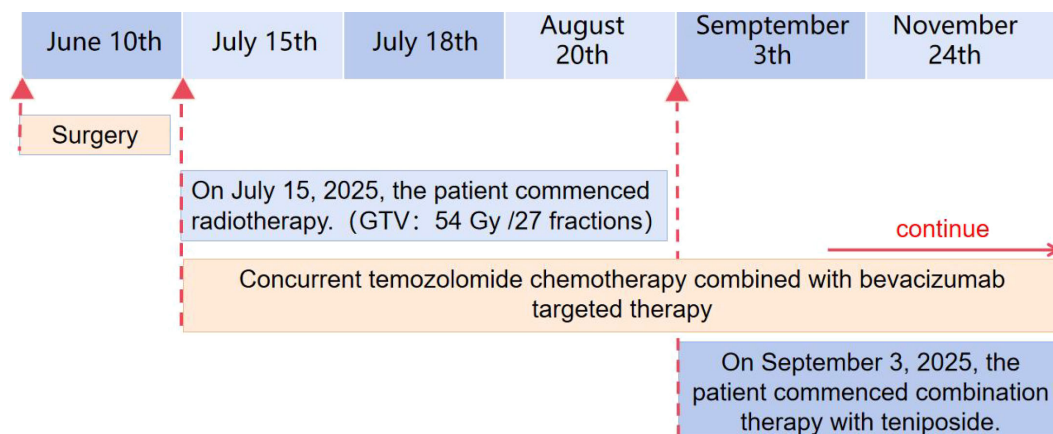 June 10th
July 15th
July 18th
August
20th
Semptember
3th
November
24th
Surgery
On July 15, 2025, the patient commenced
radiotherapy.（GTV：54 Gy /27 fractions)
continue
Concurrent temozolomide chemotherapy combined with bevacizumab
targeted therapy
On September 3, 2025, the
patient commenced combination
therapy with teniposide.